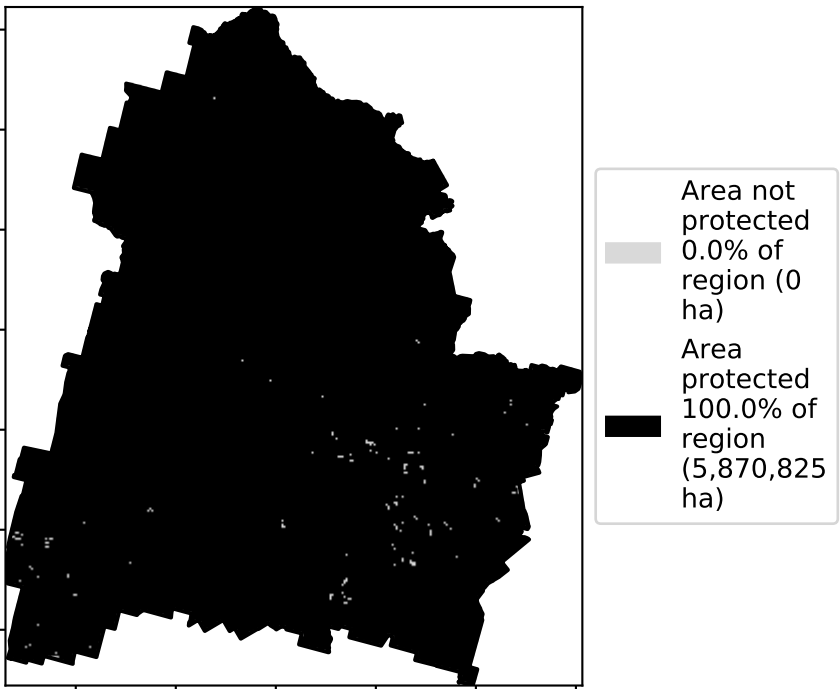 Area not
protected
0.0% of
region (0
ha)
Area
protected
100.0% of
region
(5,870,825
ha)